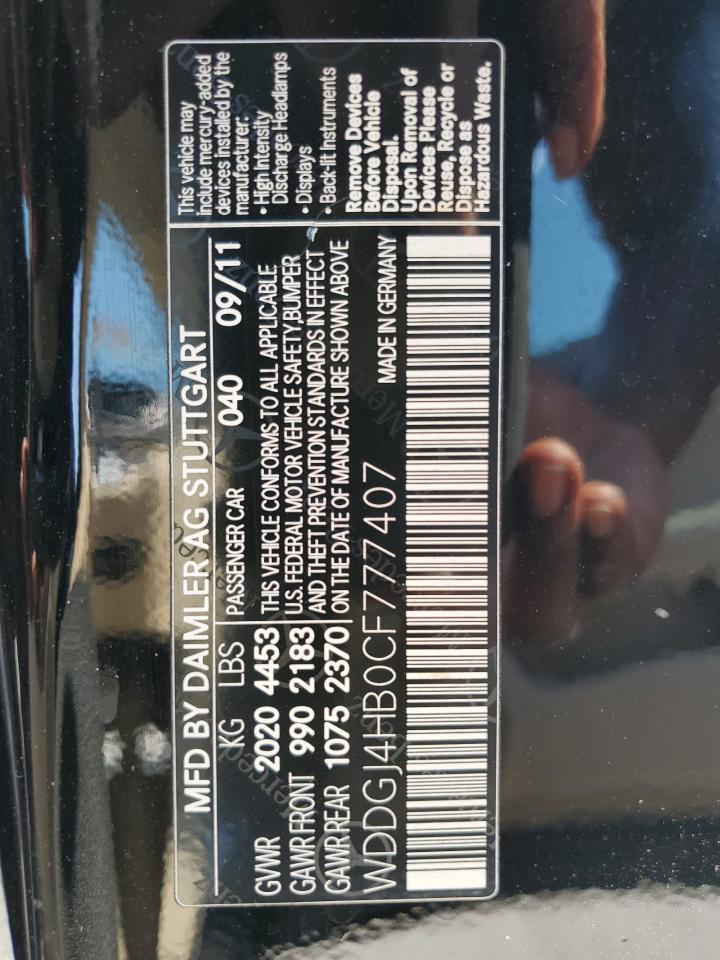 MFD BY DAIMLER AG STUTTGART
KG LBS PASSENGER CAR 040 09/11
GVWR 2020 4453
GAWR FRONT 990 2183
GAWR REAR 1075 2370
THIS VEHICLE CONFORMS TO ALL APPLICABLE
U.S. FEDERAL MOTOR VEHICLE SAFETY,BUMPER
AND THEFT PREVENTION STANDARDS IN EFFECT
ON THE DATE OF MANUFACTURE SHOWN ABOVE
WDDGJ4HB0CF777407 MADE IN GERMANY
This vehicle may
include mercury-added
devices installed by the
manufacturer:
• High Intensity
Discharge Headlamps
• Displays
• Back-lit Instruments
Remove Devices
Before Vehicle
Disposal.
Upon Removal of
Devices Please
Reuse, Recycle or
Dispose as
Hazardous Waste.